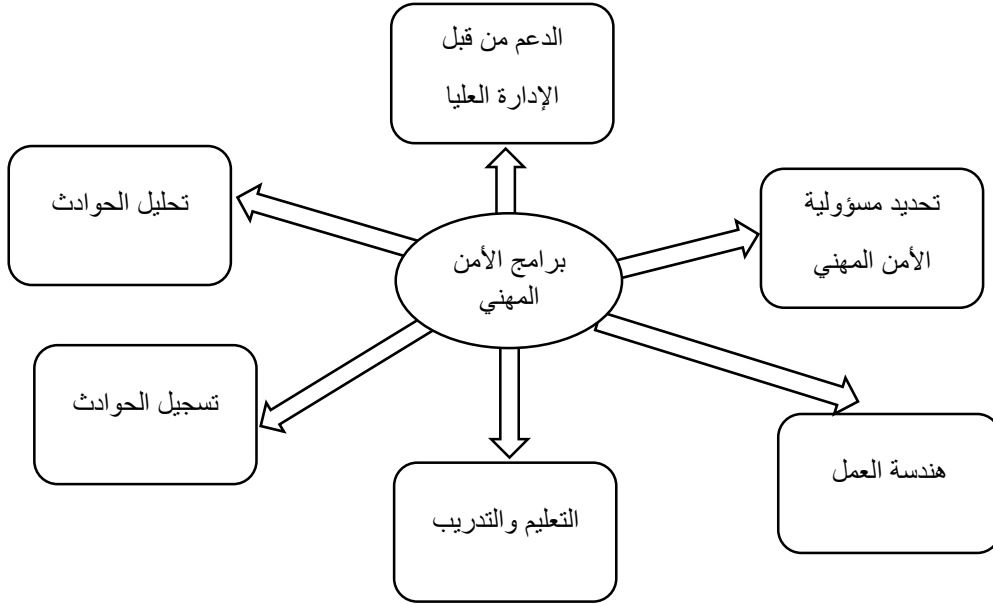 الدعم من قبل
الإدارة العليا
تحديد مسؤولية
الأمن المهني
تحليل الحوادث
برامج الأمن
المهني
تسجيل الحوادث
هندسة العمل
التعليم والتدريب